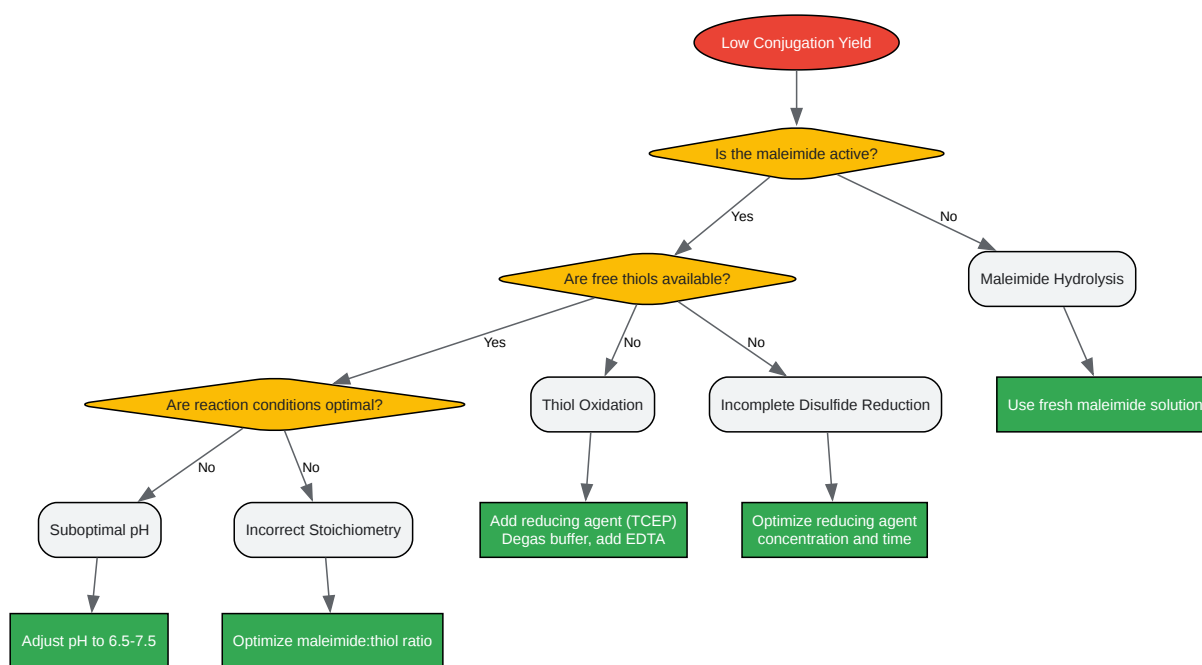 Low Conjugation Yield
Is the maleimide active?
Yes
No
Are free thiols available?
Maleimide Hydrolysis
Yes
No
No
Are reaction conditions optimal?
Thiol Oxidation
Incomplete Disulfide Reduction
Use fresh maleimide solution
No
No
Suboptimal pH
Incorrect Stoichiometry
Add reducing agent (TCEP)
Degas buffer, add EDTA
Optimize reducing agent
concentration and time
Adjust pH to 6.5-7.5
Optimize maleimide:thiol ratio